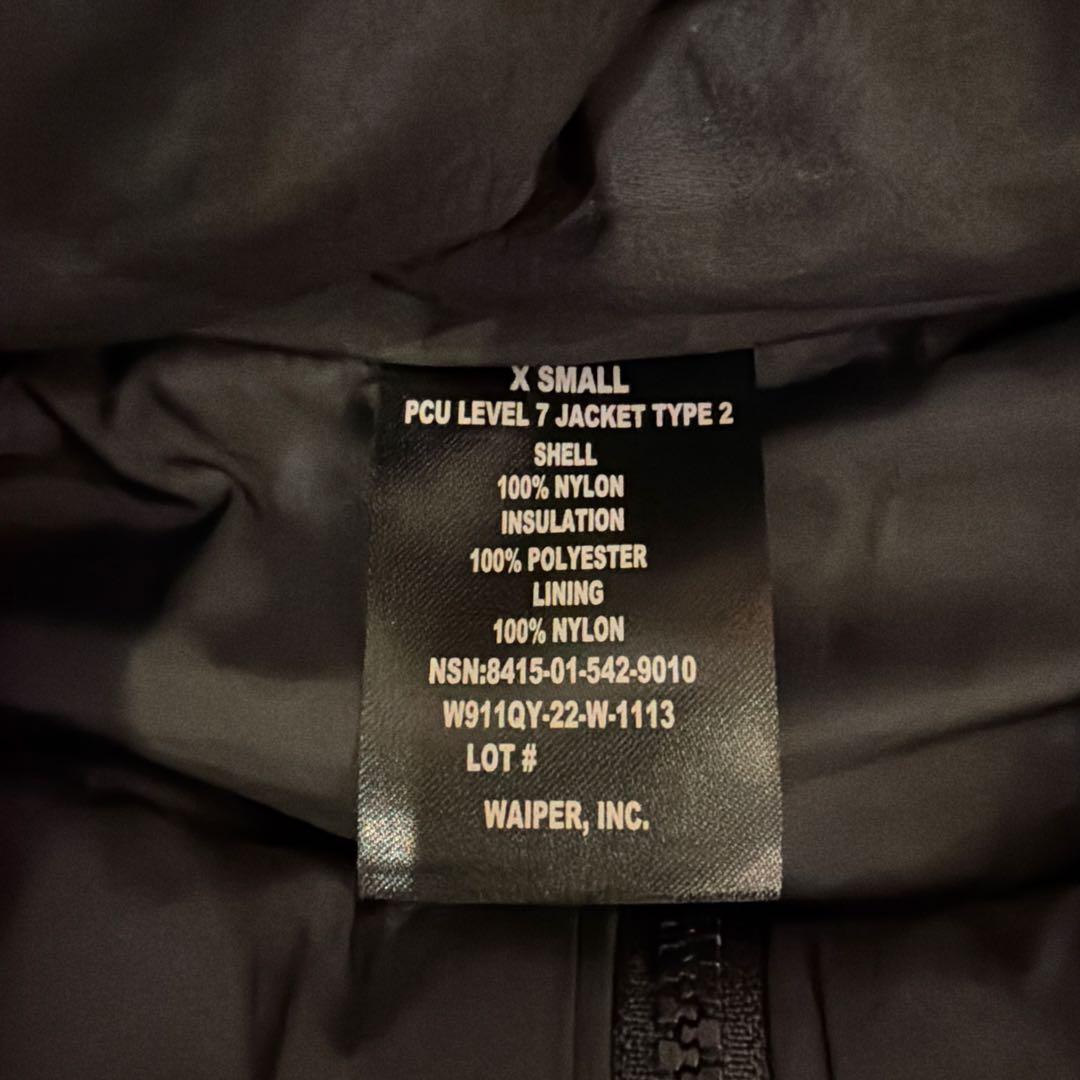 X SMALL
PCU LEVEL 7 JACKET TYPE 2
SHELL
100% NYLON
INSULATION
100% POLYESTER
LINING
100% NYLON
NSN:8415-01-542-9010
W911QY-22-W-1113
LOT #
WAIPER, INC.